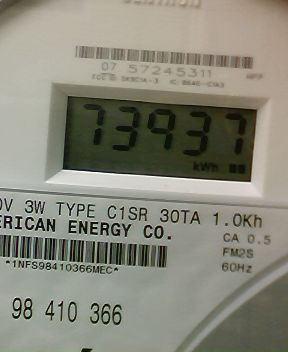 07 57245311
73937
kWh
0V 3W TYPE C1SR 30TA 1.0Kh
ERICAN ENERGY CO.
CA 0.5
FM2S
60Hz
*1NFS98410366MEC*
98 410 366